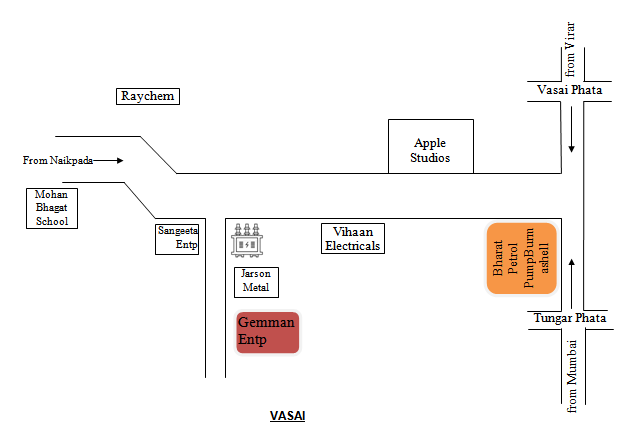 from Virar
Vasai Phata
Raychem
Apple
Studios
From Naikpada
Mohan
Bhagat
School
Sangeeta
Entp
Vihaan
Electricals
Bharat
Petrol
PumpBurm
ashell
Jarson
Metal
Gemman
Entp
Tungar Phata
from Mumbai
VASAI